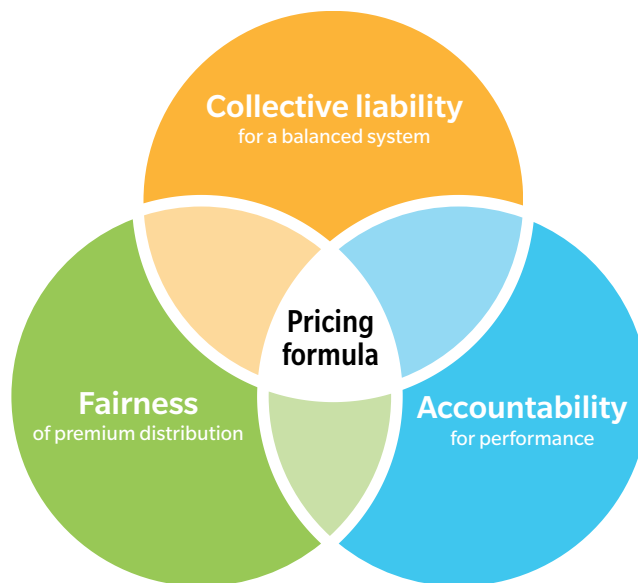 Collective liability
for a balanced system
Pricing
formula
Fairness
of premium distribution
Accountability
for performance